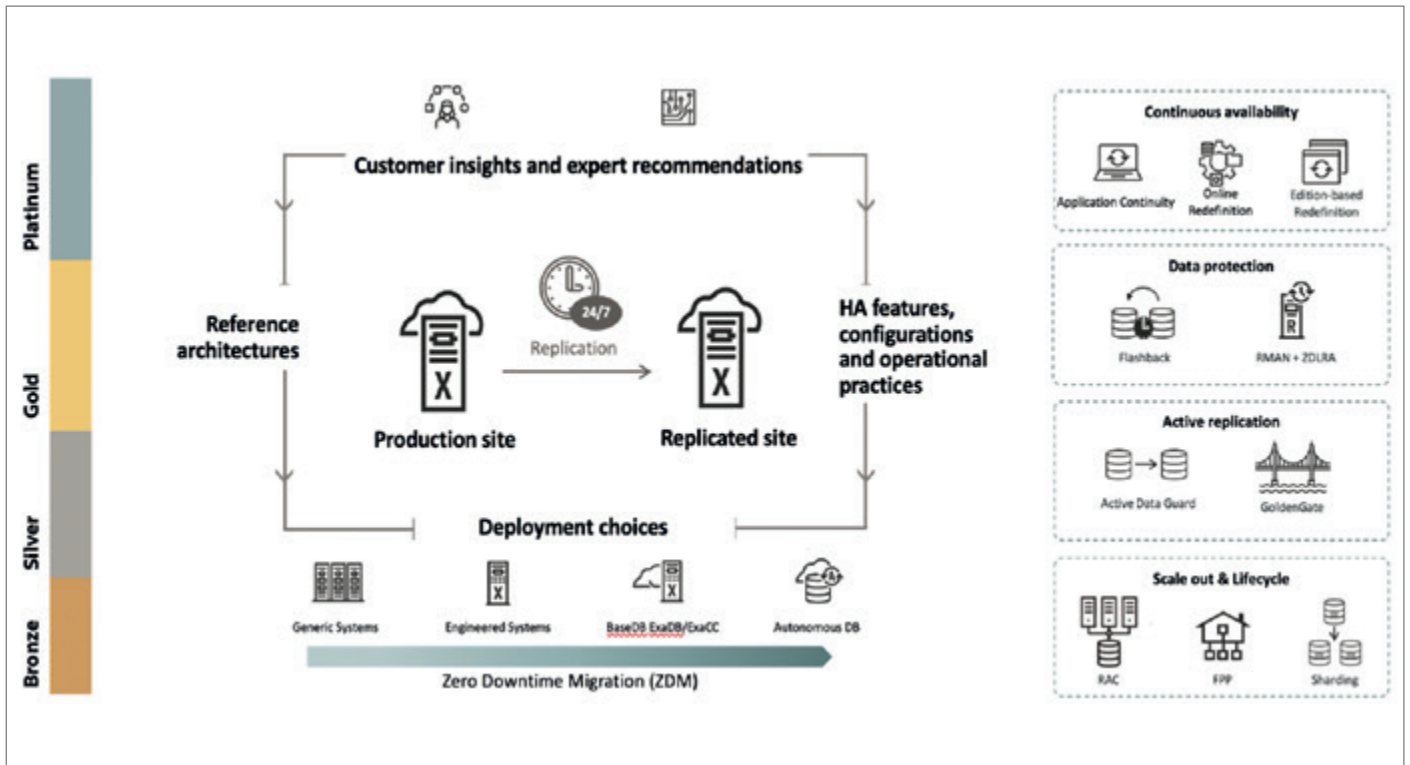 Platinum
Gold
Silver
Bronze
Customer insights and expert recommendations
Reference
architectures
24/7
Replication
X
Production site
X
Replicated site
HA features,
configurations
and operational
practices
Deployment choices
X
X
A
Generic Systems
Engineered Systems
BaseDB ExaDB/ExaCC
Autonomous DB
Zero Downtime Migration (ZDM)
Continuous availability
Application Continuity
Online
Redefinition
Edition-based
Redefinition
Data protection
R
Flashback
RMAN + ZDLRA
Active replication
Active Data Guard
GoldenGate
Scale out & Lifecycle
RAC
FPP
Sharding